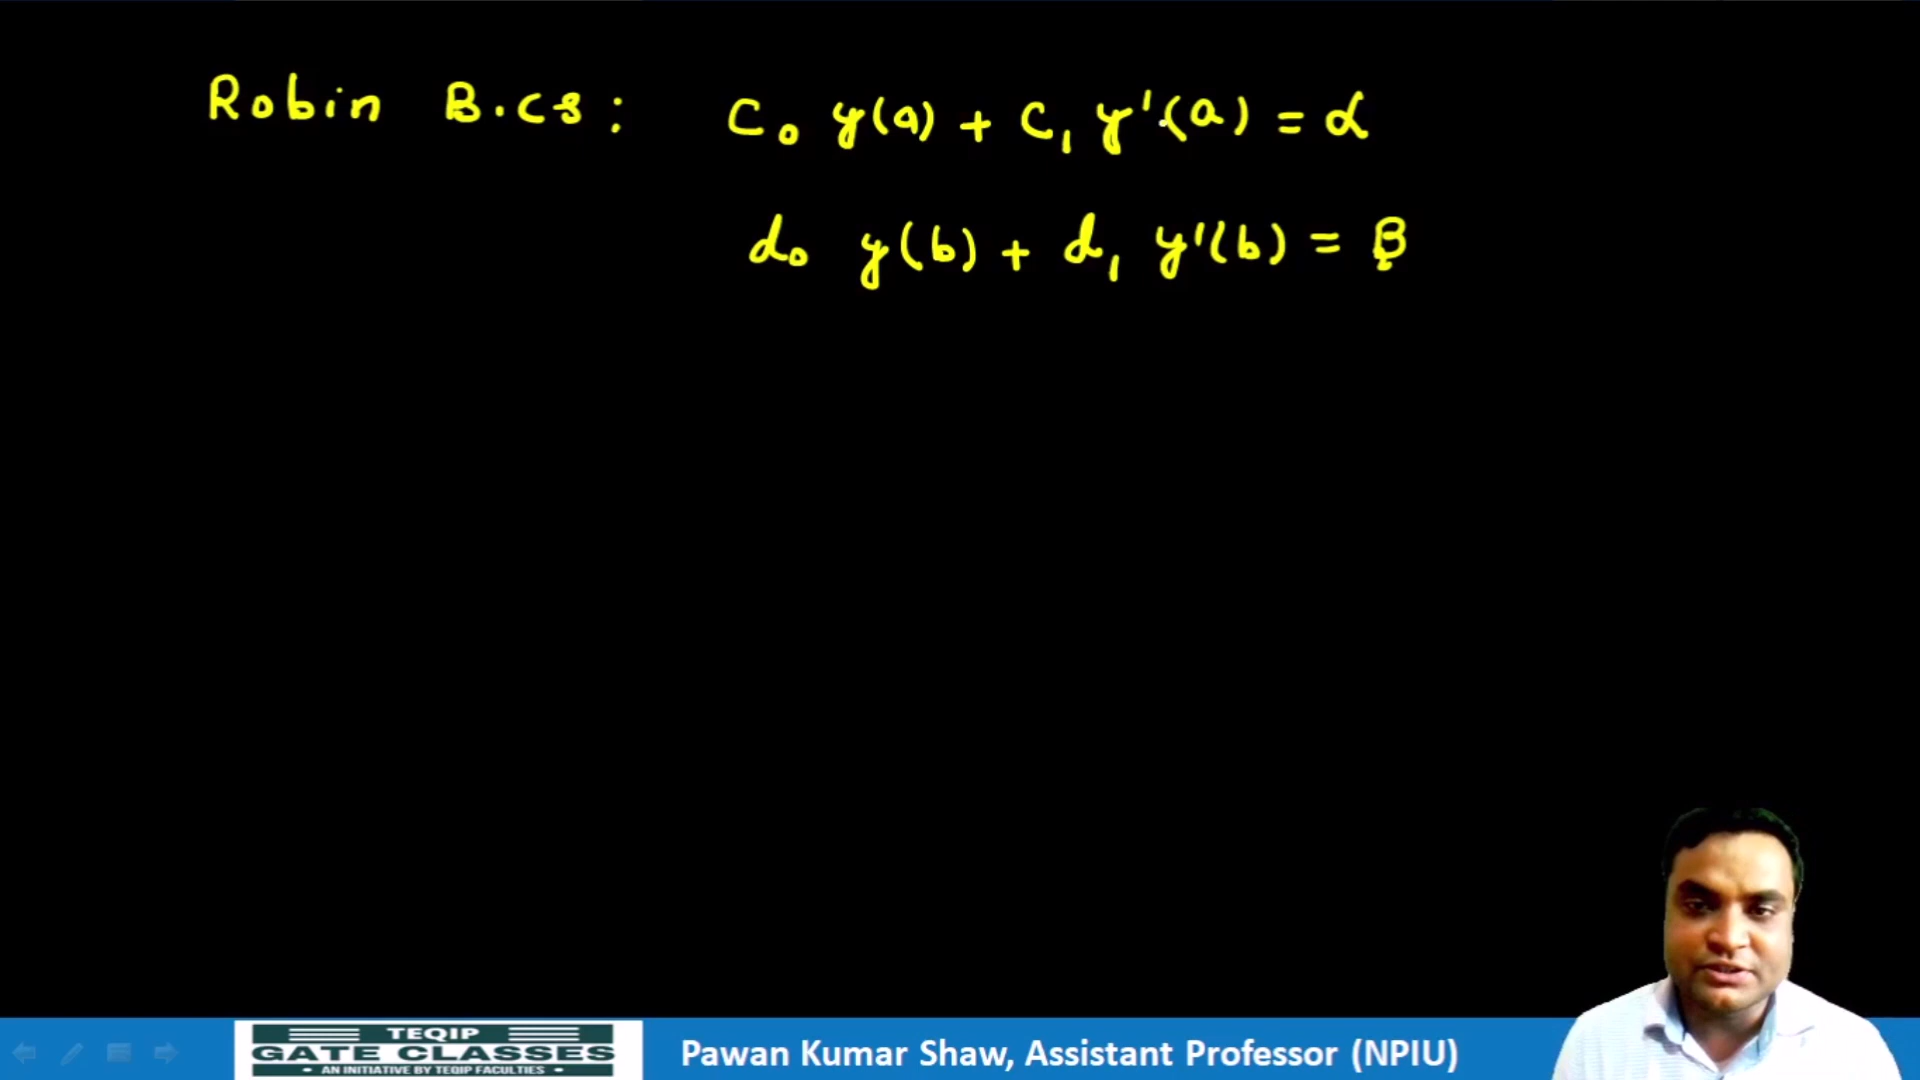 Robin B.Cs: C₀ y(a) + C₁ y'(a) = α
d₀ y(b) + d₁ y'(b) = β
TEQIP
GATE CLASSES
• AN INITIATIVE BY TEQIP FACULTIES •
Pawan Kumar Shaw, Assistant Professor (NPIU)